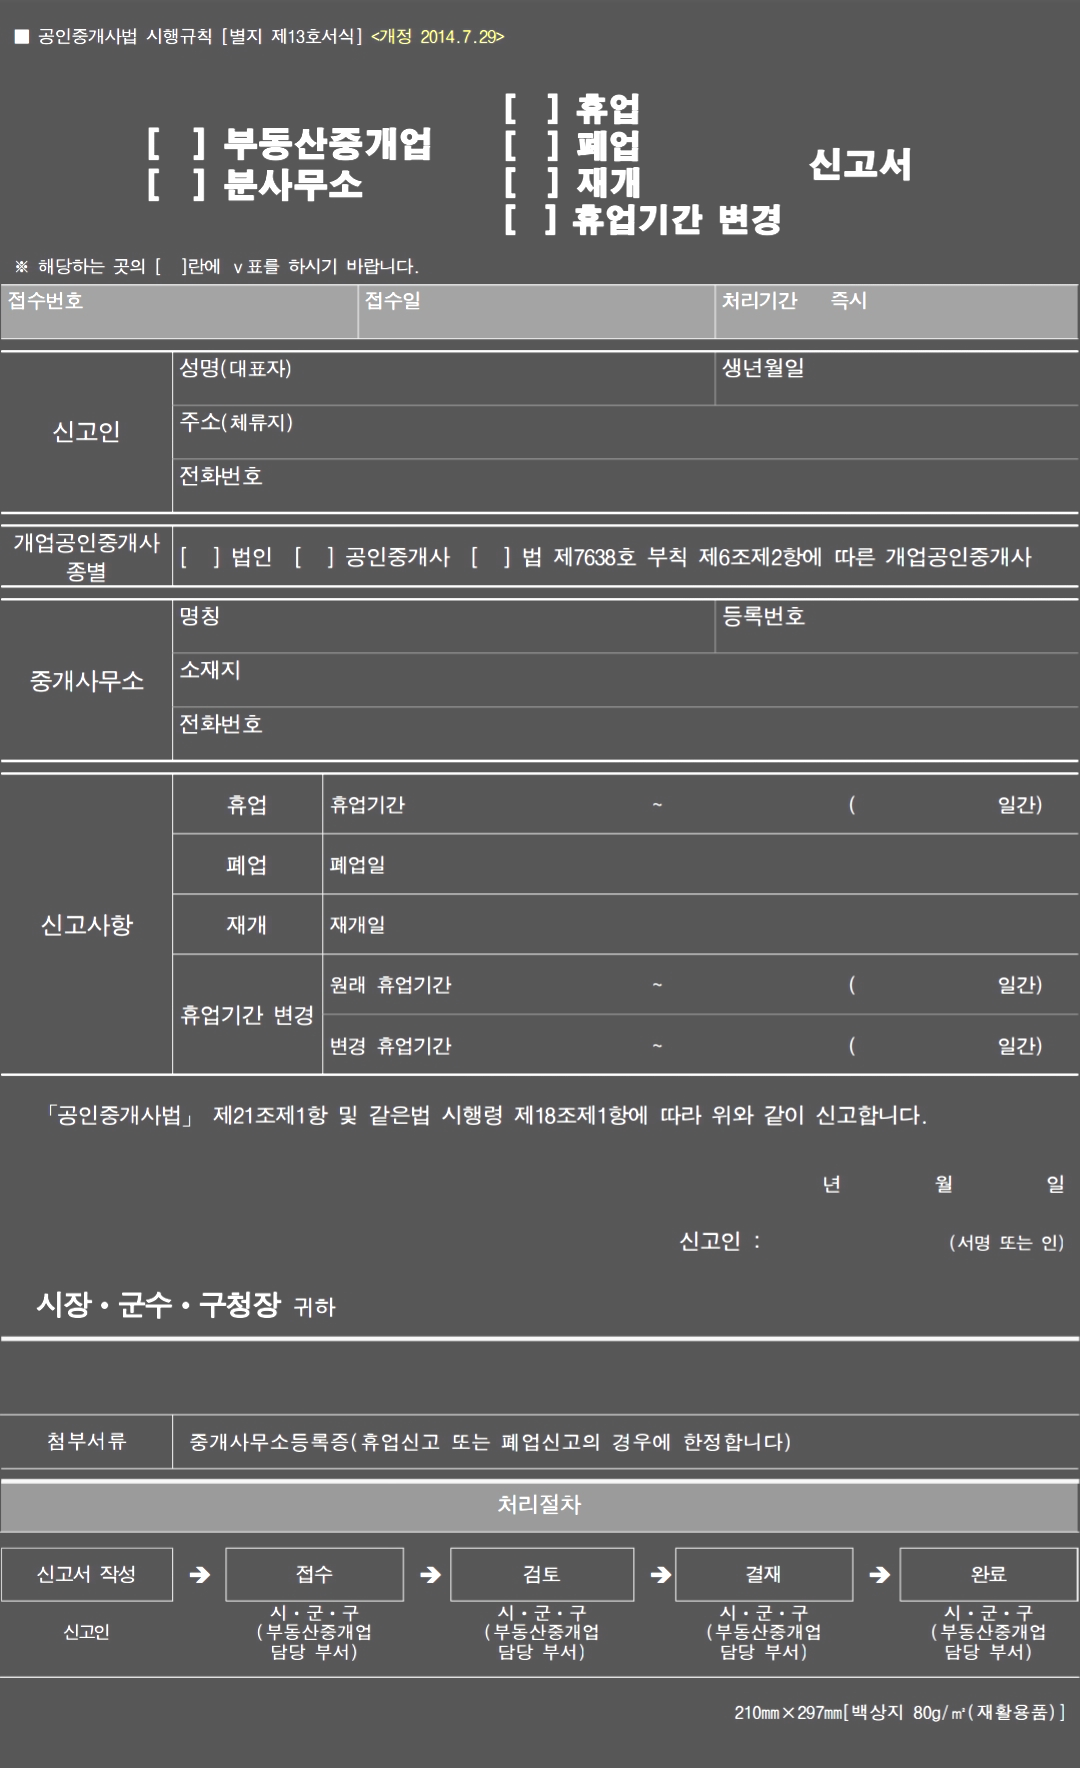 ■ 공인중개사법 시행규칙 [별지 제13호서식] <개정 2014.7.29>
[ ] 부동산중개업
[ ] 분사무소
[ ] 휴업
[ ] 폐업
[ ] 재개
[ ] 휴업기간 변경
신고서
※ 해당하는 곳의 [ ]란에 v표를 하시기 바랍니다.
접수번호 접수일 처리기간 즉시
신고인
성명(대표자) 생년월일
주소(체류지)
전화번호
개업공인중개사
종별
[ ] 법인 [ ] 공인중개사 [ ] 법 제7638호 부칙 제6조제2항에 따른 개업공인중개사
중개사무소
명칭 등록번호
소재지
전화번호
신고사항
휴업 휴업기간 ~ ( 일간)
폐업 폐업일
재개 재개일
휴업기간 변경
원래 휴업기간 ~ ( 일간)
변경 휴업기간 ~ ( 일간)
「공인중개사법」 제21조제1항 및 같은법 시행령 제18조제1항에 따라 위와 같이 신고합니다.
년 월 일
신고인 : (서명 또는 인)
시장・군수・구청장 귀하
첨부서류 중개사무소등록증(휴업신고 또는 폐업신고의 경우에 한정합니다)
처리절차
신고서 작성 ➔ 접수 ➔ 검토 ➔ 결재 ➔ 완료
신고인
시・군・구
(부동산중개업
담당 부서)
시・군・구
(부동산중개업
담당 부서)
시・군・구
(부동산중개업
담당 부서)
시・군・구
(부동산중개업
담당 부서)
210㎜×297㎜[백상지 80g/㎡(재활용품)]